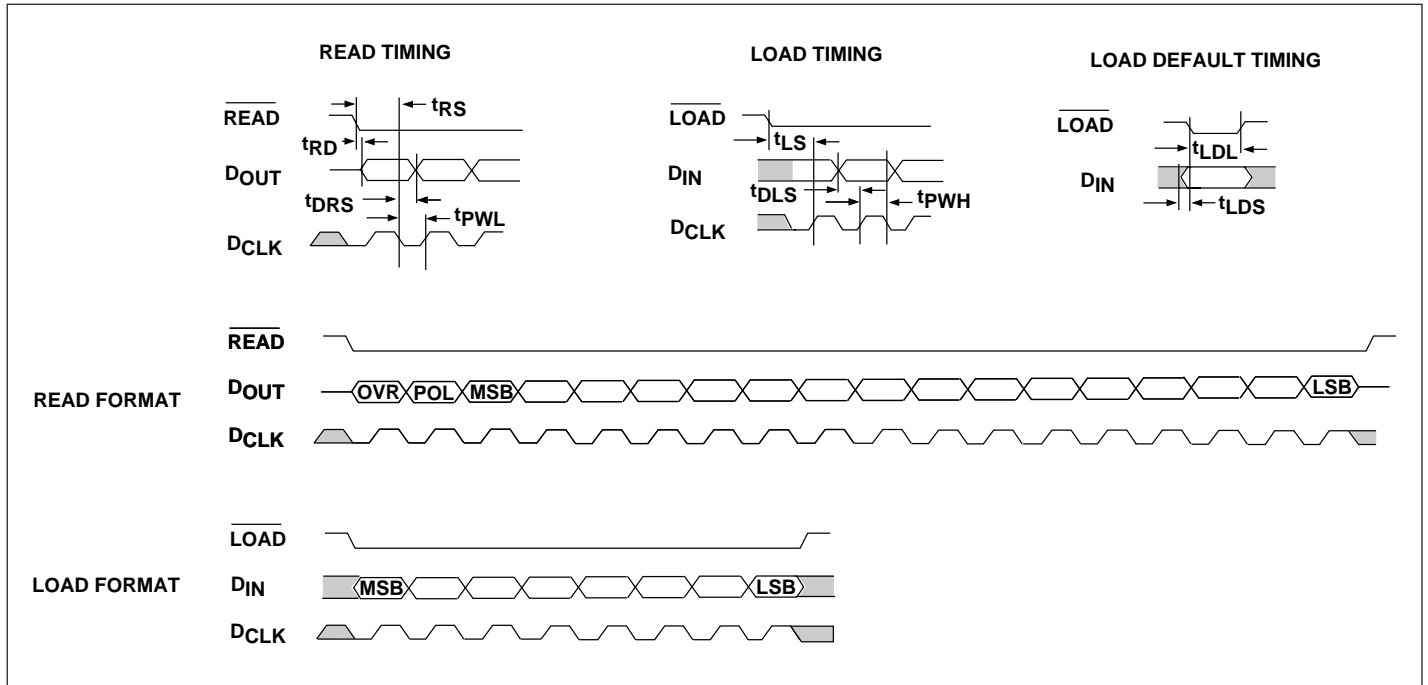 READ TIMING
LOAD TIMING
LOAD DEFAULT TIMING
READ
tRS
tRD
DOUT
tDRS
tPWL
DCLK
LOAD
tLS
DIN
tDLS
tPWH
DCLK
LOAD
tLDL
DIN
tLDS
READ FORMAT
READ
DOUT
OVR POL MSB LSB
DCLK
LOAD FORMAT
LOAD
DIN
MSB LSB
DCLK